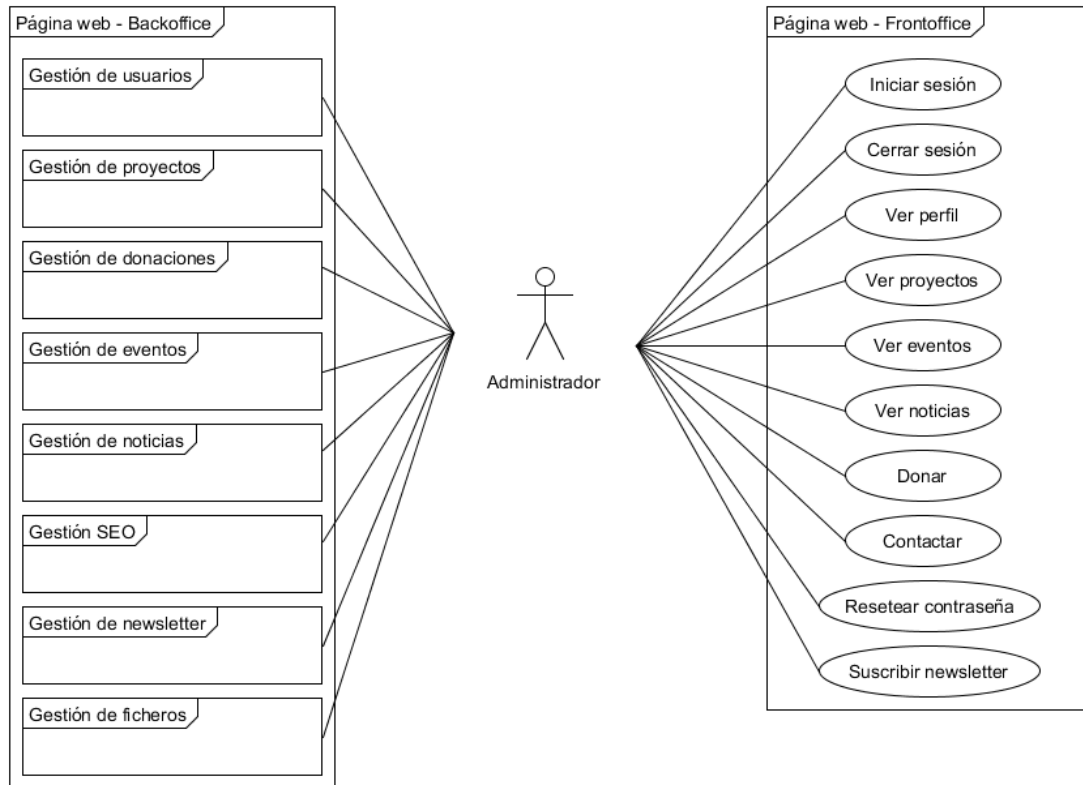 Página web - Backoffice
Gestión de usuarios
Gestión de proyectos
Gestión de donaciones
Gestión de eventos
Gestión de noticias
Gestión SEO
Gestión de newsletter
Gestión de ficheros
Administrador
Página web - Frontoffice
Iniciar sesión
Cerrar sesión
Ver perfil
Ver proyectos
Ver eventos
Ver noticias
Donar
Contactar
Resetear contraseña
Suscribir newsletter